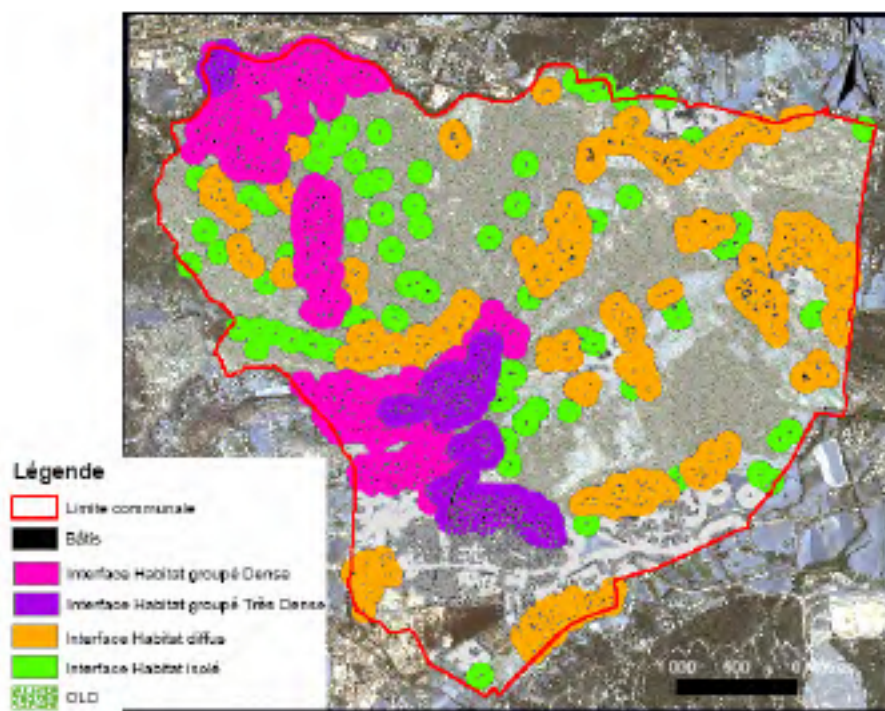 N
Légende
Limite communale
Bâtis
Interface Habitat groupé Dense
Interface Habitat groupé Très Dense
Interface Habitat diffus
Interface Habitat isolé
OLD